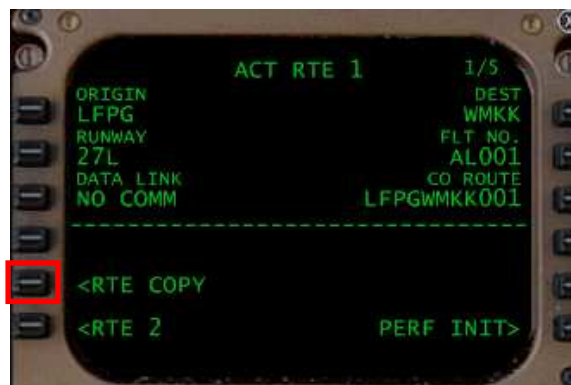 ACT RTE 1 1/5
ORIGIN DEST
LFPG WMKK
RUNWAY FLT NO.
27L AL001
DATA LINK CO ROUTE
NO COMM LFPGWMKK001
<RTE COPY
<RTE 2 PERF INIT>